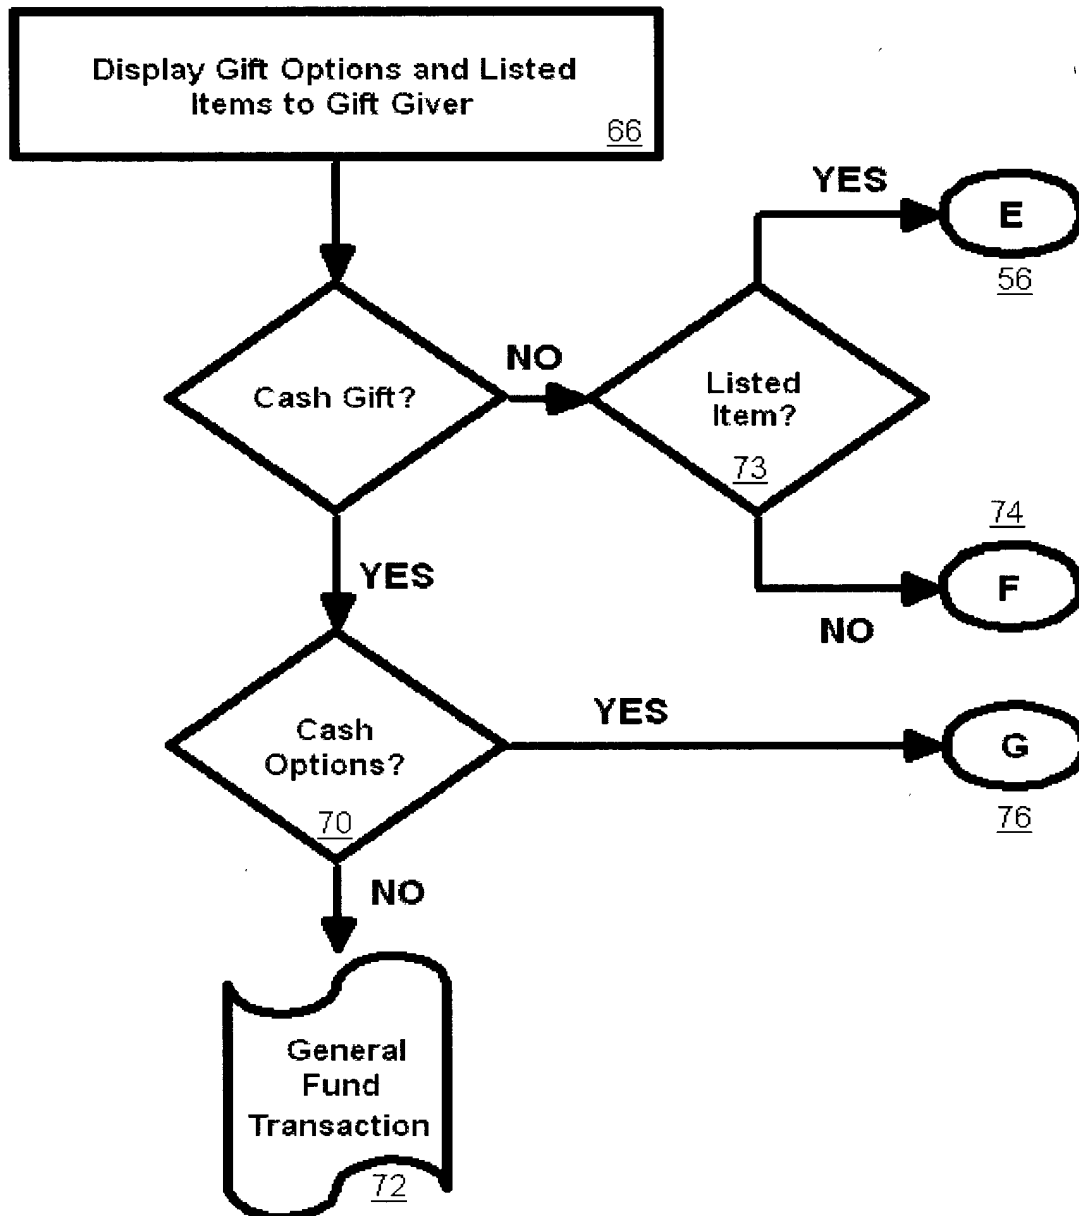 Display Gift Options and Listed
Items to Gift Giver
66
YES
E
56
Cash Gift?
NO
Listed
Item?
73
74
F
NO
YES
Cash
Options?
70
YES
G
76
NO
General
Fund
Transaction
72